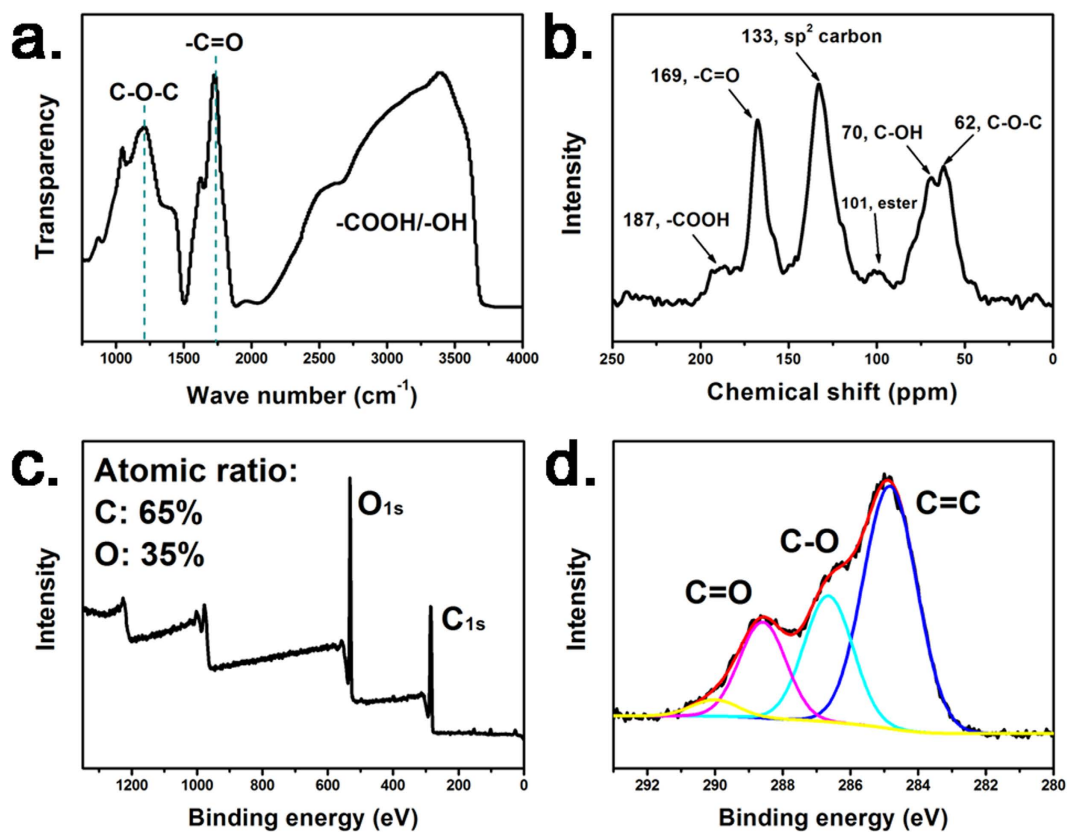 a.
-C=O
C-O-C
-COOH/-OH
Transparency
1000 1500 2000 2500 3000 3500 4000
Wave number (cm⁻¹)
b.
133, sp² carbon
169, -C=O
70, C-OH
62, C-O-C
101, ester
187, -COOH
Intensity
250 200 150 100 50 0
Chemical shift (ppm)
c.
Atomic ratio:
C: 65%
O: 35%
O1s
C1s
Intensity
1200 1000 800 600 400 200 0
Binding energy (eV)
d.
C=C
C-O
C=O
Intensity
292 290 288 286 284 282 280
Binding energy (eV)